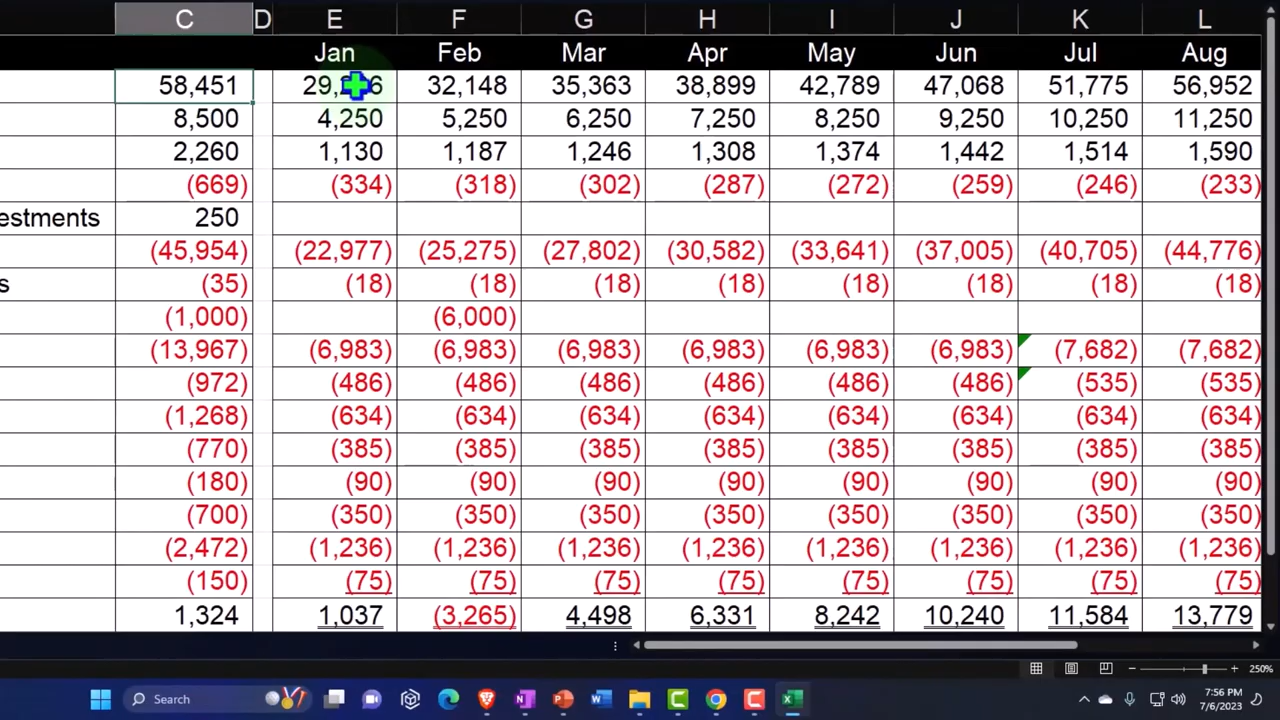 C D E F G H I J K L
Jan Feb Mar Apr May Jun Jul Aug
58,451 32,148 35,363 38,899 42,789 47,068 51,775 56,952
8,500 4,250 5,250 6,250 7,250 8,250 9,250 10,250 11,250
2,260 1,130 1,187 1,246 1,308 1,374 1,442 1,514 1,590
(669) (334) (318) (302) (287) (272) (259) (246) (233)
estments 250
(45,954) (22,977) (25,275) (27,802) (30,582) (33,641) (37,005) (40,705) (44,776)
s (35) (18) (18) (18) (18) (18) (18) (18) (18)
(1,000) (6,000)
(13,967) (6,983) (6,983) (6,983) (6,983) (6,983) (6,983) (7,682) (7,682)
(972) (486) (486) (486) (486) (486) (486) (535) (535)
(1,268) (634) (634) (634) (634) (634) (634) (634) (634)
(770) (385) (385) (385) (385) (385) (385) (385) (385)
(180) (90) (90) (90) (90) (90) (90) (90) (90)
(700) (350) (350) (350) (350) (350) (350) (350) (350)
(2,472) (1,236) (1,236) (1,236) (1,236) (1,236) (1,236) (1,236) (1,236)
(150) (75) (75) (75) (75) (75) (75) (75) (75)
1,324 1,037 (3,265) 4,498 6,331 8,242 10,240 11,584 13,779
250%
Search
7:56 PM
7/6/2023